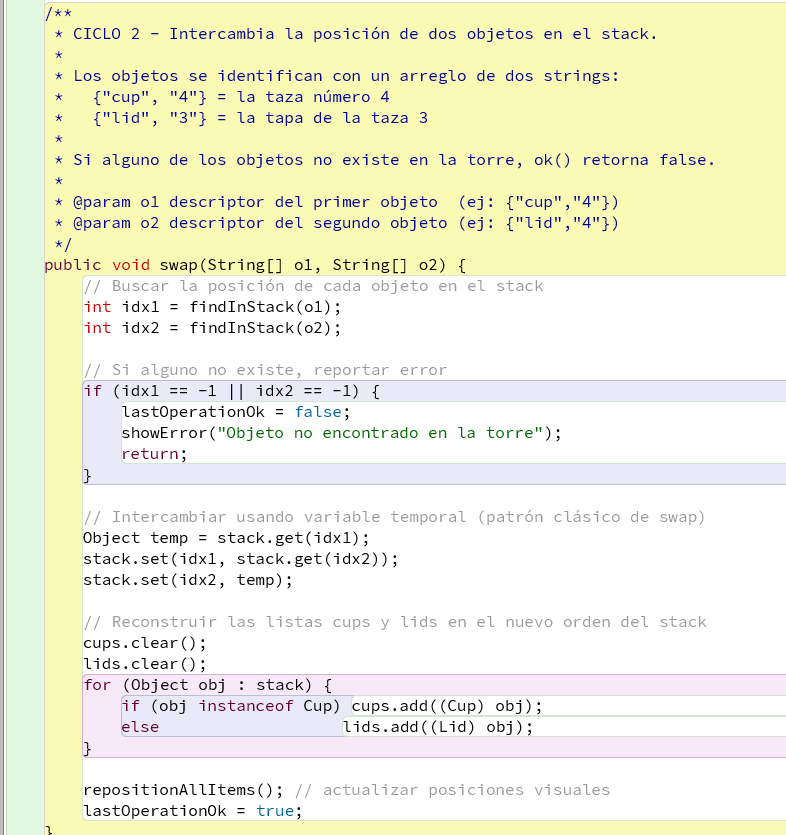 /**
 * CICLO 2 - Intercambia la posición de dos objetos en el stack.
 *
 * Los objetos se identifican con un arreglo de dos strings:
 *   {"cup", "4"} = la taza número 4
 *   {"lid", "3"} = la tapa de la taza 3
 *
 * Si alguno de los objetos no existe en la torre, ok() retorna false.
 *
 * @param o1 descriptor del primer objeto  (ej: {"cup","4"})
 * @param o2 descriptor del segundo objeto (ej: {"lid","4"})
 */
public void swap(String[] o1, String[] o2) {
    // Buscar la posición de cada objeto en el stack
    int idx1 = findInStack(o1);
    int idx2 = findInStack(o2);

    // Si alguno no existe, reportar error
    if (idx1 == -1 || idx2 == -1) {
        lastOperationOk = false;
        showError("Objeto no encontrado en la torre");
        return;
    }

    // Intercambiar usando variable temporal (patrón clásico de swap)
    Object temp = stack.get(idx1);
    stack.set(idx1, stack.get(idx2));
    stack.set(idx2, temp);

    // Reconstruir las listas cups y lids en el nuevo orden del stack
    cups.clear();
    lids.clear();
    for (Object obj : stack) {
        if (obj instanceof Cup) cups.add((Cup) obj);
        else                   lids.add((Lid) obj);
    }

    repositionAllItems(); // actualizar posiciones visuales
    lastOperationOk = true;
}